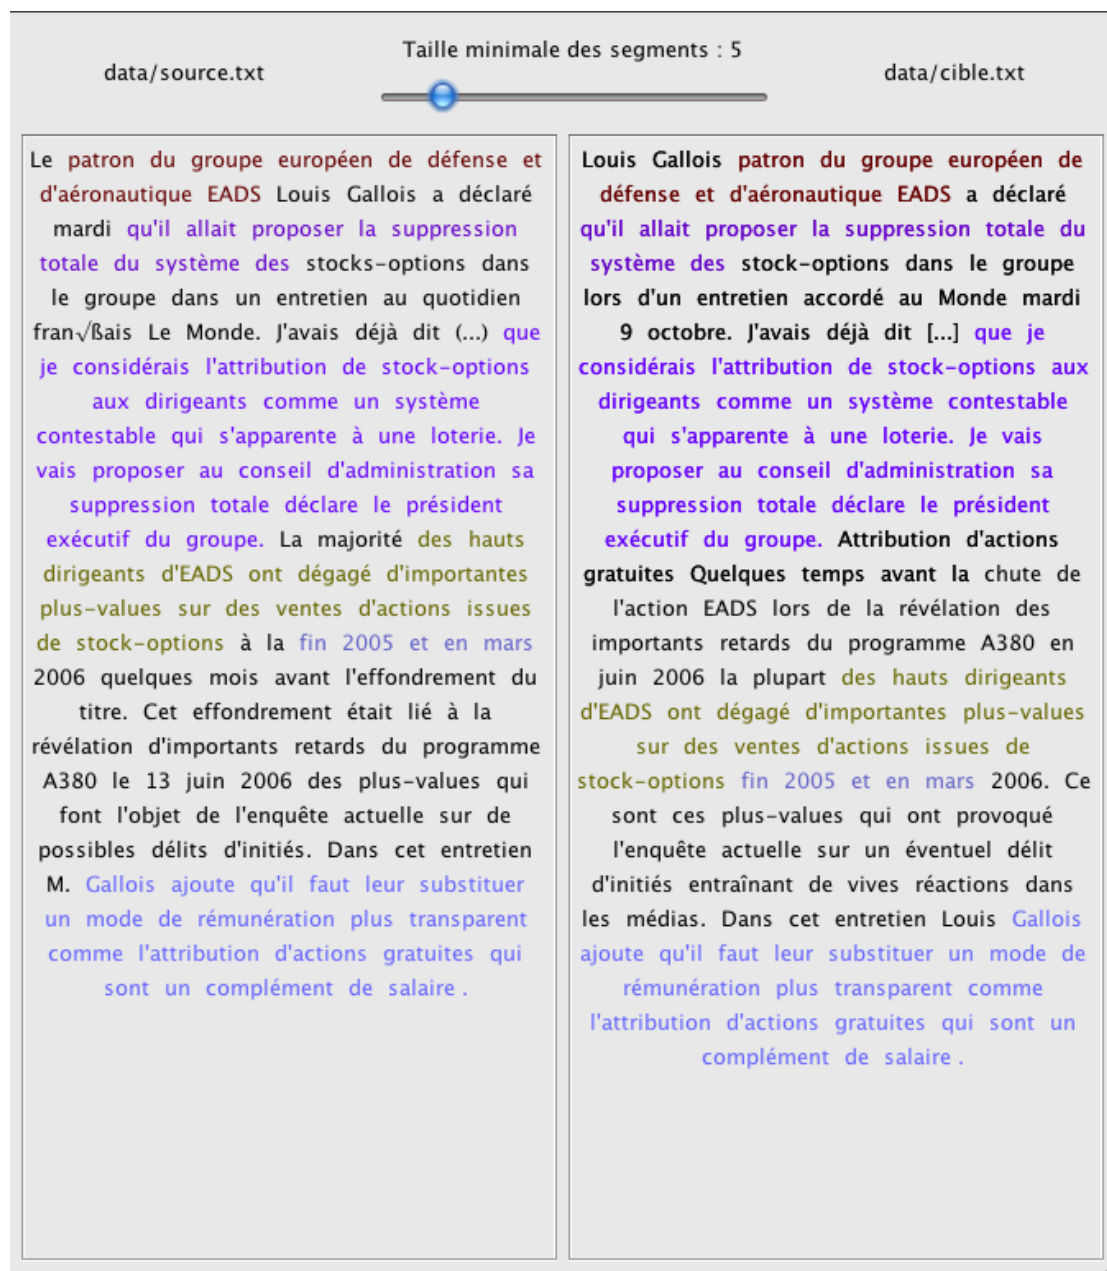 Taille minimale des segments : 5
data/source.txt
data/cible.txt
Le patron du groupe européen de défense et
d'aéronautique EADS Louis Gallois a déclaré
mardi qu'il allait proposer la suppression
totale du système des stocks-options dans
le groupe dans un entretien au quotidien
fran√ßais Le Monde. J'avais déjà dit (...) que
je considérais l'attribution de stock-options
aux dirigeants comme un système
contestable qui s'apparente à une loterie. Je
vais proposer au conseil d'administration sa
suppression totale déclare le président
exécutif du groupe. La majorité des hauts
dirigeants d'EADS ont dégagé d'importantes
plus-values sur des ventes d'actions issues
de stock-options à la fin 2005 et en mars
2006 quelques mois avant l'effondrement du
titre. Cet effondrement était lié à la
révélation d'importants retards du programme
A380 le 13 juin 2006 des plus-values qui
font l'objet de l'enquête actuelle sur de
possibles délits d'initiés. Dans cet entretien
M. Gallois ajoute qu'il faut leur substituer
un mode de rémunération plus transparent
comme l'attribution d'actions gratuites qui
sont un complément de salaire .
Louis Gallois patron du groupe européen de
défense et d'aéronautique EADS a déclaré
qu'il allait proposer la suppression totale du
système des stock-options dans le groupe
lors d'un entretien accordé au Monde mardi
9 octobre. J'avais déjà dit [...] que je
considérais l'attribution de stock-options aux
dirigeants comme un système contestable
qui s'apparente à une loterie. Je vais
proposer au conseil d'administration sa
suppression totale déclare le président
exécutif du groupe. Attribution d'actions
gratuites Quelques temps avant la chute de
l'action EADS lors de la révélation des
importants retards du programme A380 en
juin 2006 la plupart des hauts dirigeants
d'EADS ont dégagé d'importantes plus-values
sur des ventes d'actions issues de
stock-options fin 2005 et en mars 2006. Ce
sont ces plus-values qui ont provoqué
l'enquête actuelle sur un éventuel délit
d'initiés entraînant de vives réactions dans
les médias. Dans cet entretien Louis Gallois
ajoute qu'il faut leur substituer un mode de
rémunération plus transparent comme
l'attribution d'actions gratuites qui sont un
complément de salaire .